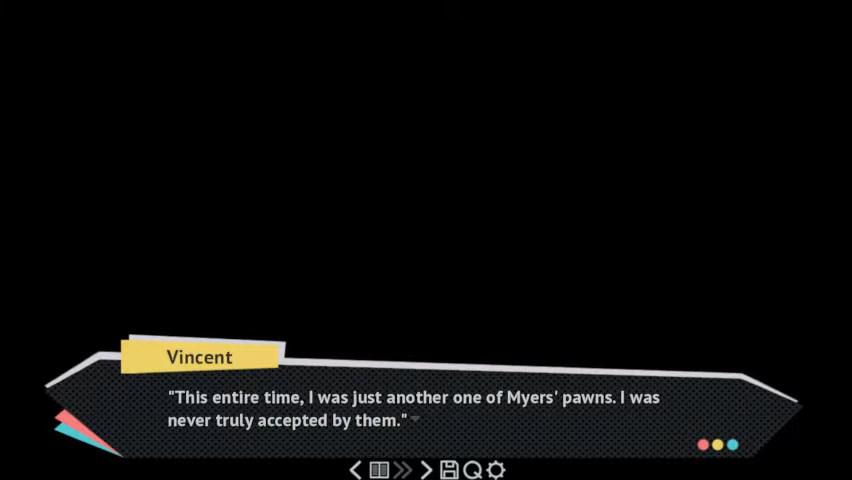 Vincent
"This entire time, I was just another one of Myers' pawns. I was
never truly accepted by them."